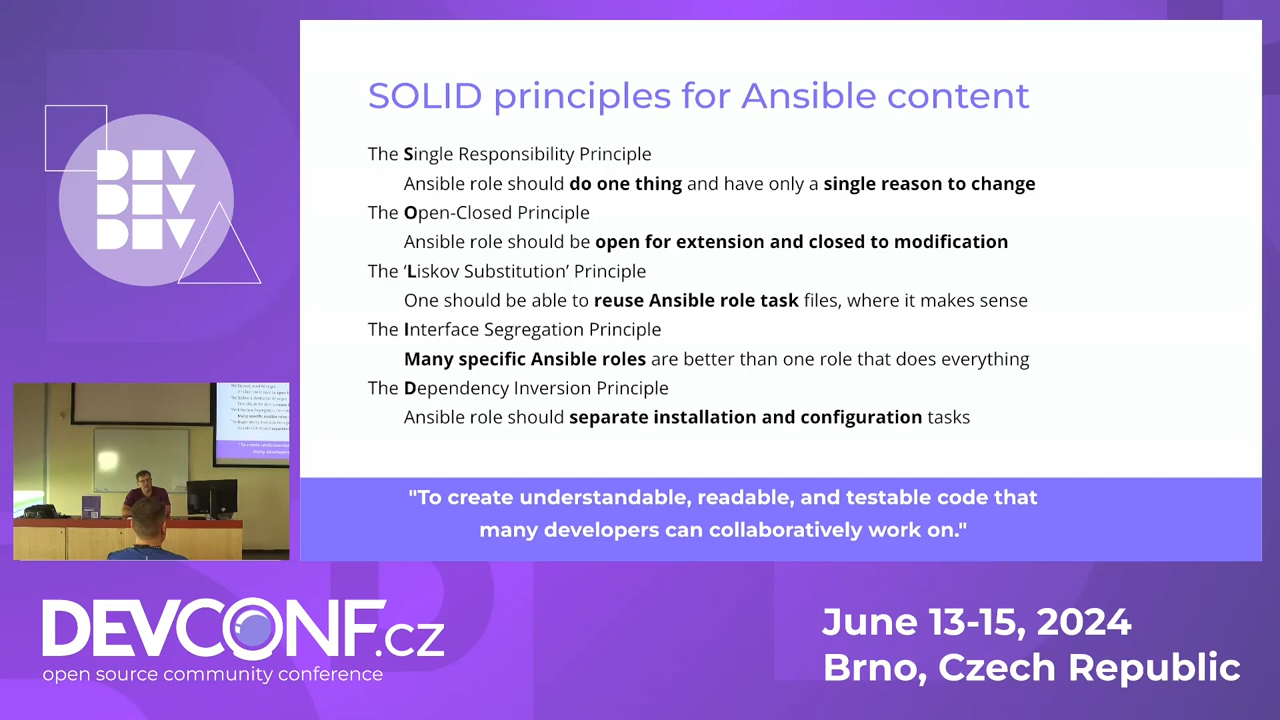 SOLID principles for Ansible content
The Single Responsibility Principle
Ansible role should do one thing and have only a single reason to change
The Open-Closed Principle
Ansible role should be open for extension and closed to modification
The ‘Liskov Substitution’ Principle
One should be able to reuse Ansible role task files, where it makes sense
The Interface Segregation Principle
Many specific Ansible roles are better than one role that does everything
The Dependency Inversion Principle
Ansible role should separate installation and configuration tasks
"To create understandable, readable, and testable code that
many developers can collaboratively work on."
DEV
DEV
DEV
DEVCONF.cz
open source community conference
June 13-15, 2024
Brno, Czech Republic